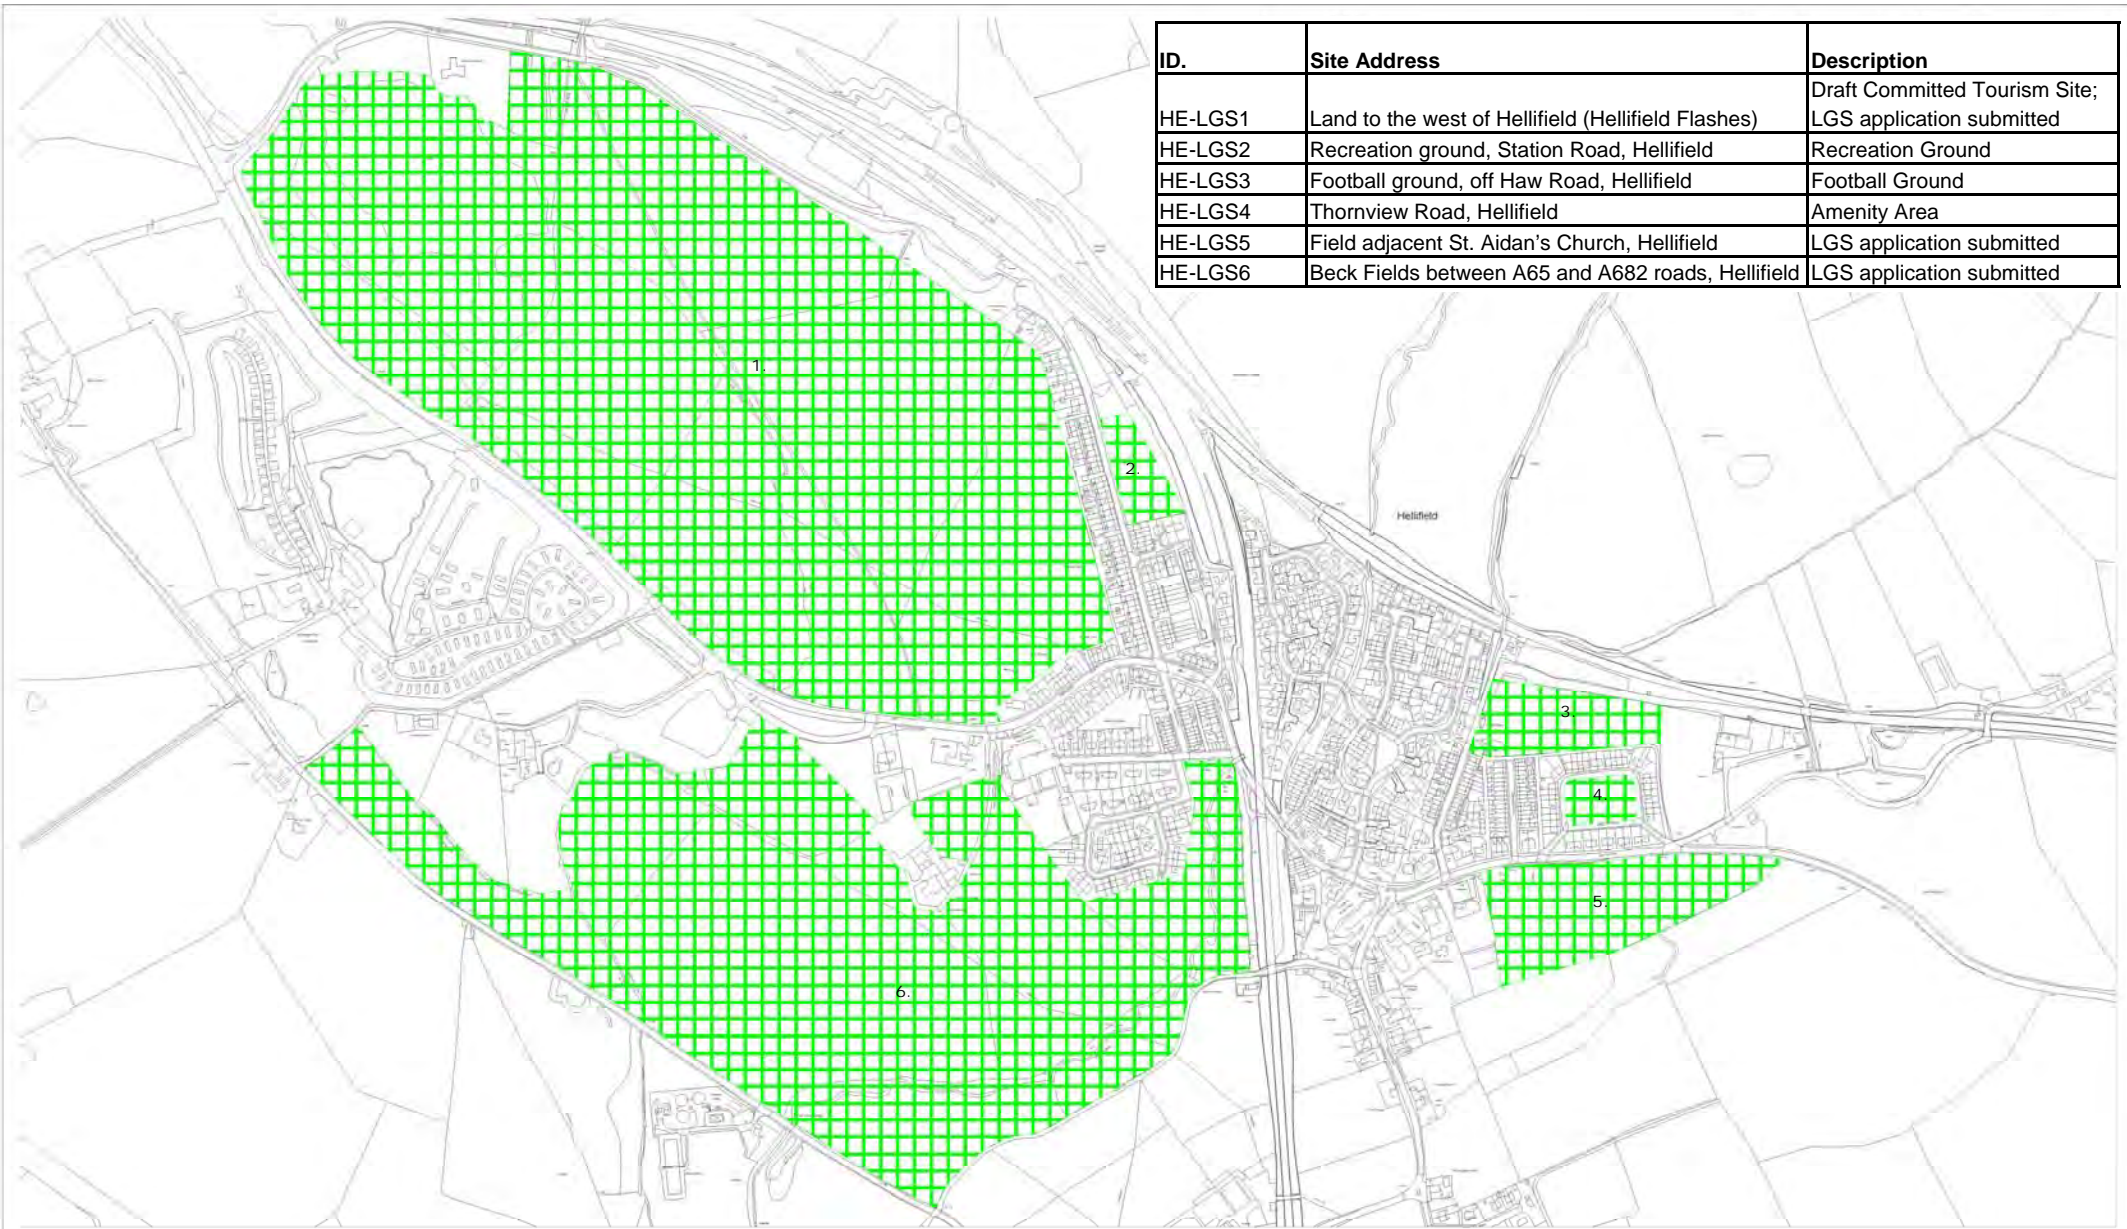 ID. Site Address Description
HE-LGS1 Land to the west of Hellifield (Hellifield Flashes) Draft Committed Tourism Site;
LGS application submitted
HE-LGS2 Recreation ground, Station Road, Hellifield Recreation Ground
HE-LGS3 Football ground, off Haw Road, Hellifield Football Ground
HE-LGS4 Thornview Road, Hellifield Amenity Area
HE-LGS5 Field adjacent St. Aidan's Church, Hellifield LGS application submitted
HE-LGS6 Beck Fields between A65 and A682 roads, Hellifield LGS application submitted
1.
2.
Hellifield
3.
4.
5.
6.